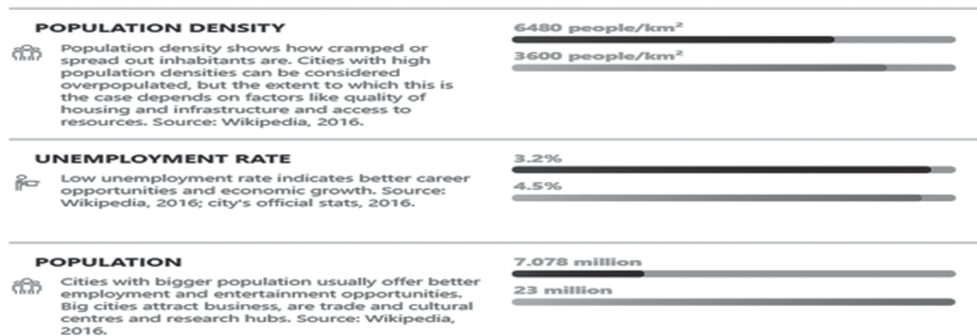 POPULATION DENSITY
6480 people/km²
Population density shows how cramped or
spread out inhabitants are. Cities with high
3600 people/km²
population densities can be considered
overpopulated, but the extent to which this is
the case depends on factors like quality of
housing and infrastructure and access to
resources. Source: Wikipedia, 2016.
UNEMPLOYMENT RATE
3.2%
Low unemployment rate indicates better career
4.5%
opportunities and economic growth. Source:
Wikipedia, 2016; city's official stats, 2016.
POPULATION
7.078 million
Cities with bigger population usually offer better
23 million
employment and entertainment opportunities.
Big cities attract business, are trade and cultural
centres and research hubs. Source: Wikipedia,
2016.